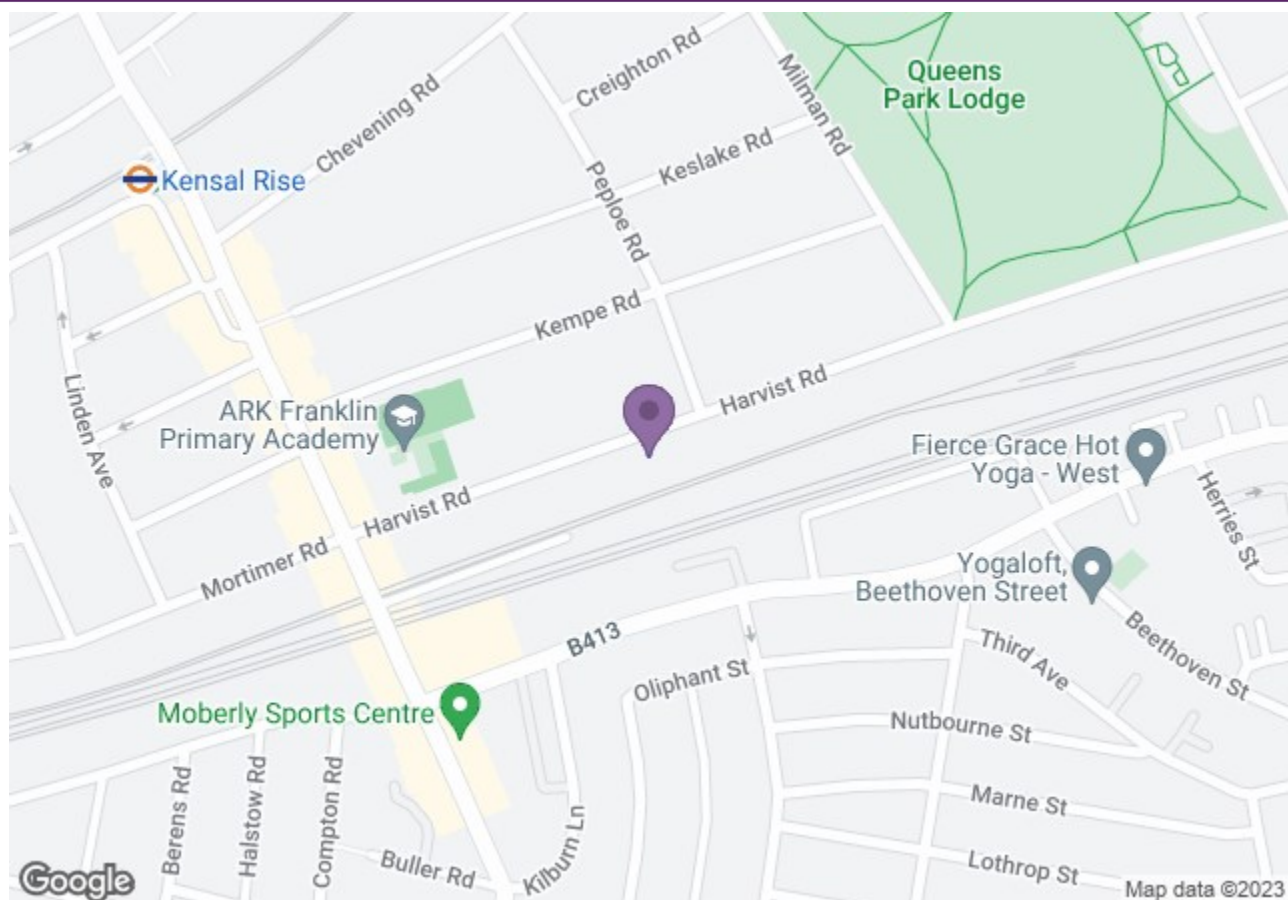 Creighton Rd
Milman Rd
Queens
Park Lodge
Chevening Rd
Keslake Rd
Kensal Rise
Peploe Rd
Kempe Rd
Linden Ave
ARK Franklin
Primary Academy
Harvist Rd
Harvist Rd
Fierce Grace Hot
Yoga - West
Herries St
Mortimer Rd
Yogaloft,
Beethoven Street
B413
Beethoven St
Third Ave
Oliphant St
Moberly Sports Centre
Nutbourne St
Berens Rd
Halstow Rd
Compton Rd
Marne St
Buller Rd
Kilburn Ln
Lothrop St
Google
Map data ©2023